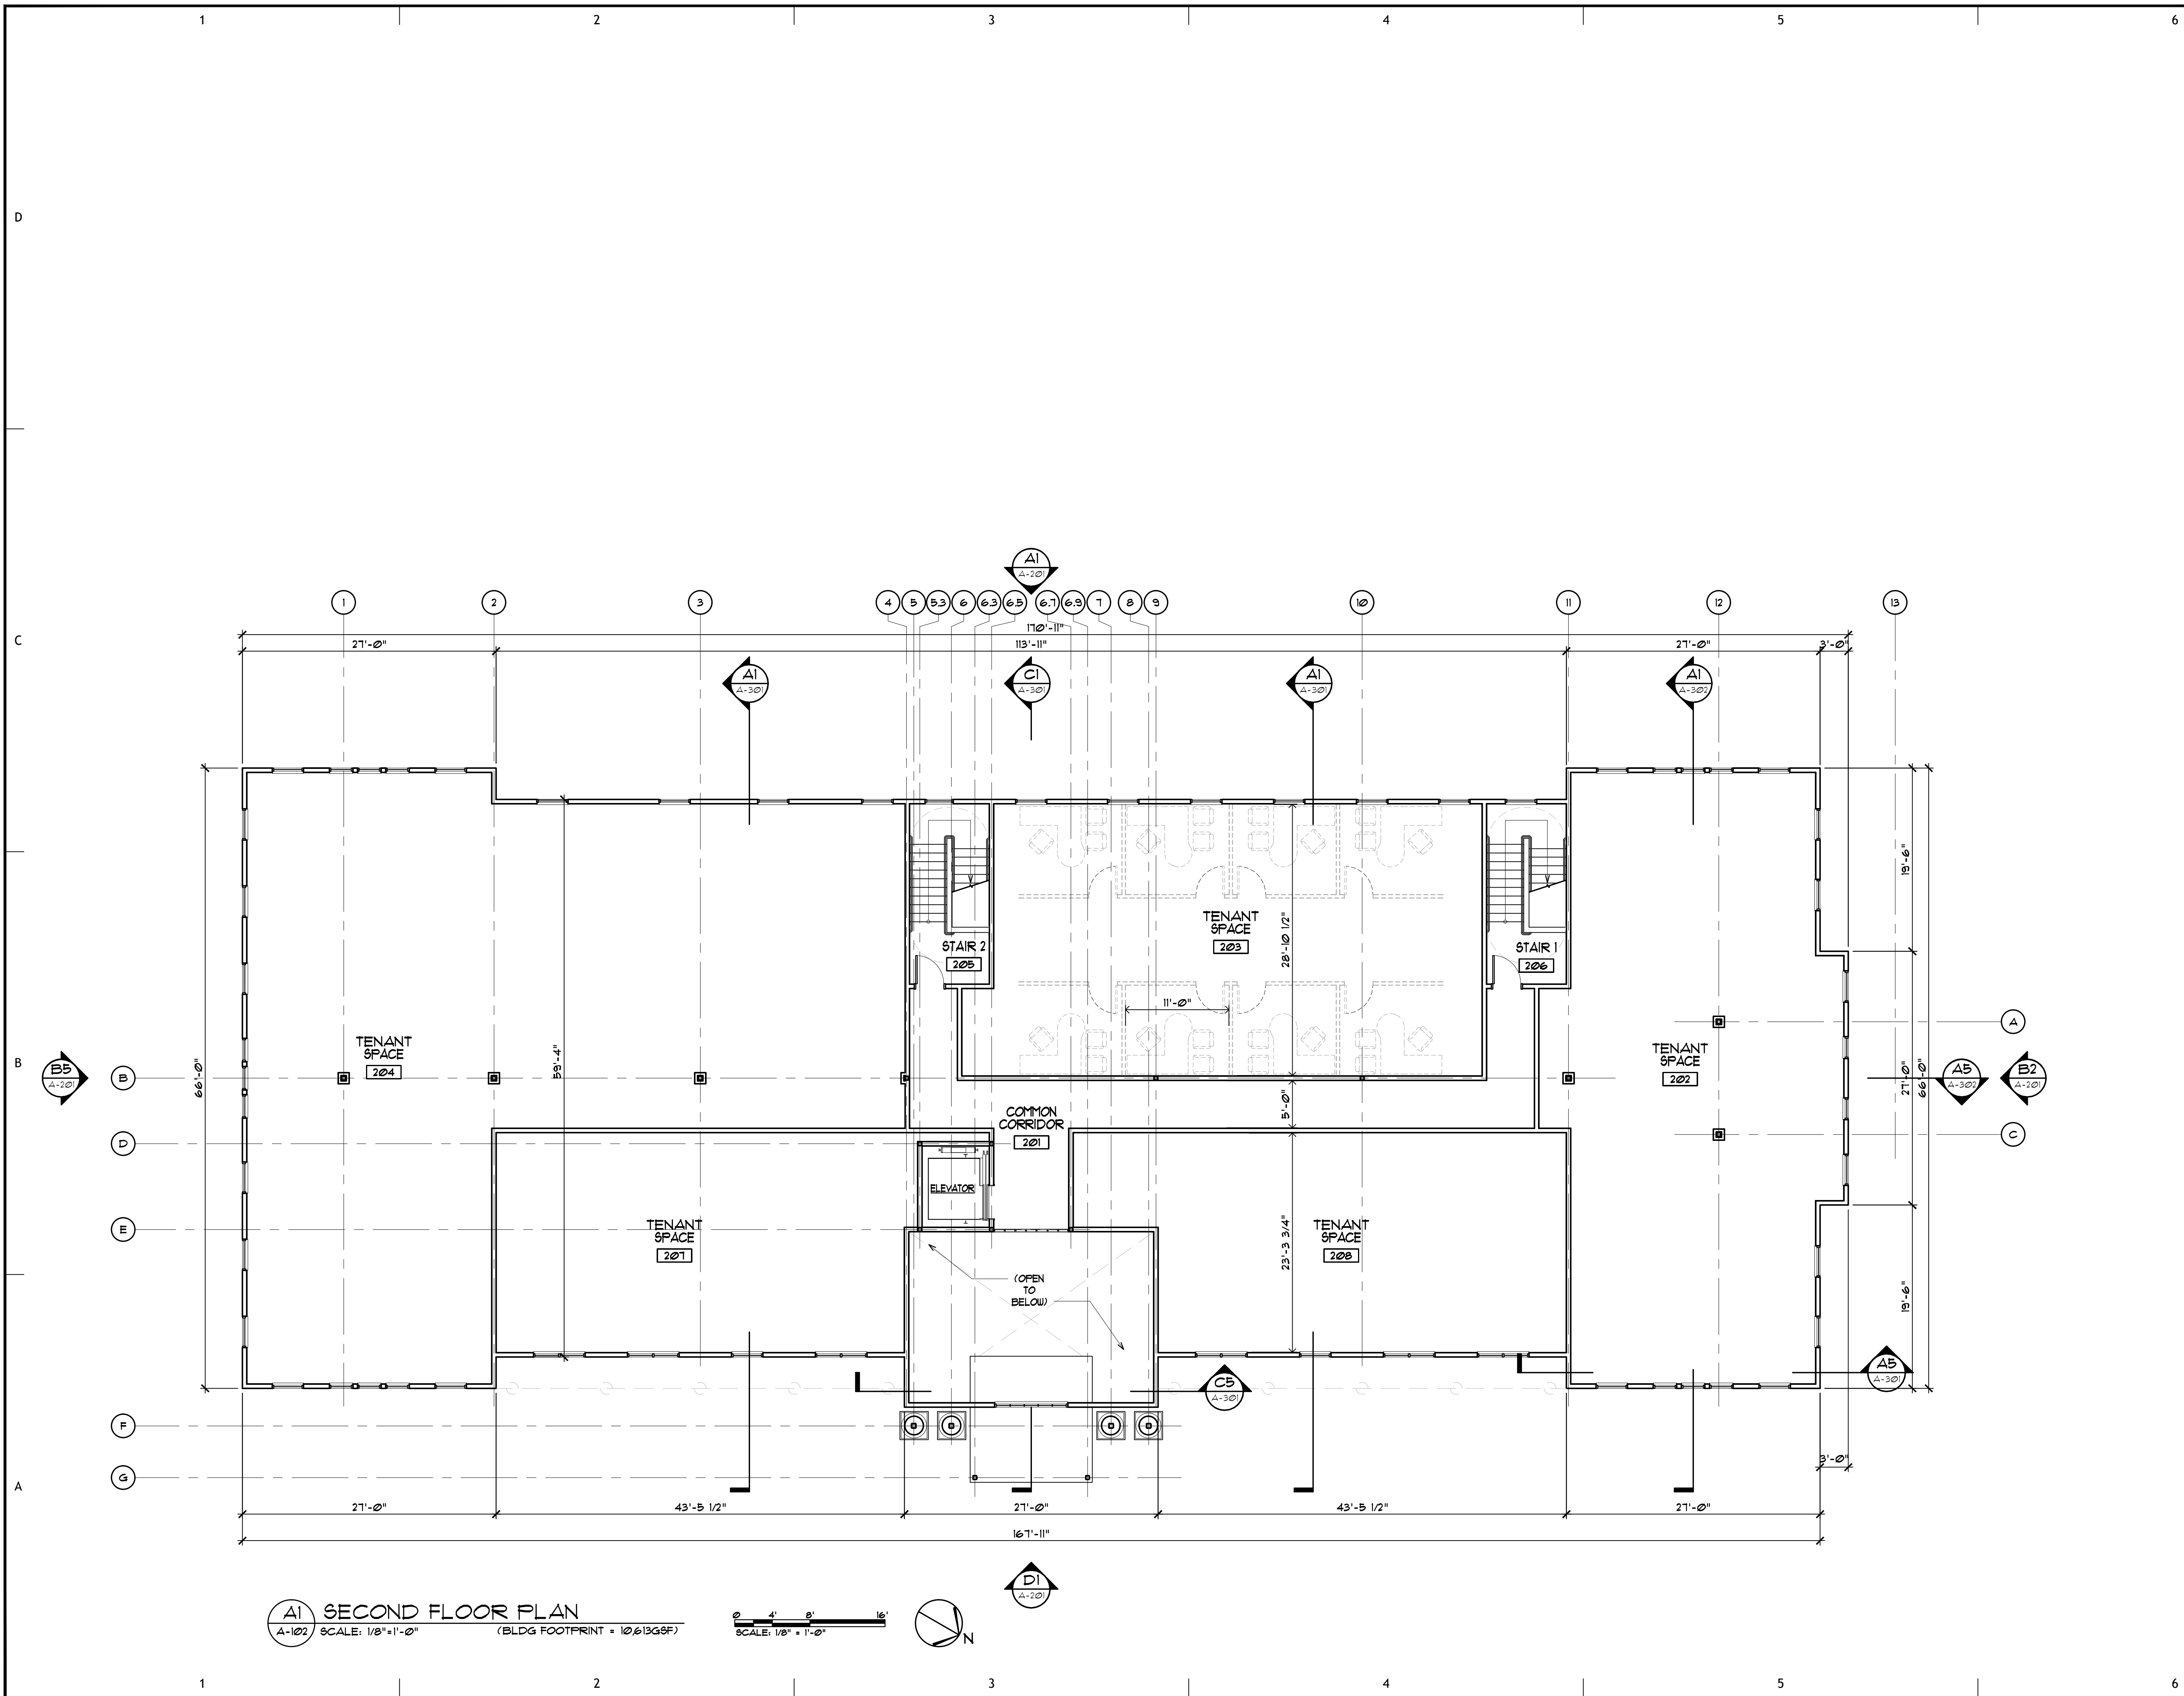 1 2 3 4 5 6
D
A1
A-201
1 2 3 4 5 5.3 6 6.3 6.5 6.7 6.9 7 8 9 10 11 12 13
170'-11"
C
27'-0" 113'-11" 27'-0" 3'-0"
A1 C1 A1 A1
A-301 A-301 A-301 A-302
19'-6"
TENANT
SPACE
203
28'-10 1/2"
STAIR 2
205
STAIR 1
206
11'-0"
A
TENANT
SPACE
204
TENANT
SPACE
202
59'-4"
66'-0"
B
B5
A-201
B
27'-0"
66'-0"
A5
A-302
B2
A-201
5'-0"
COMMON
CORRIDOR
201
C
D
ELEVATOR
E
TENANT
SPACE
207
TENANT
SPACE
208
23'-3 3/4"
(OPEN
TO
BELOW)
19'-6"
A5
A-301
C5
A-301
F
3'-0"
G
A
27'-0" 43'-5 1/2" 27'-0" 43'-5 1/2" 27'-0"
167'-11"
D1
A-201
A1
A-102
SECOND FLOOR PLAN
SCALE: 1/8"=1'-0" (BLDG FOOTPRINT = 10,613GSF)
0 4' 8' 16'
SCALE: 1/8" = 1'-0"
N
1 2 3 4 5 6